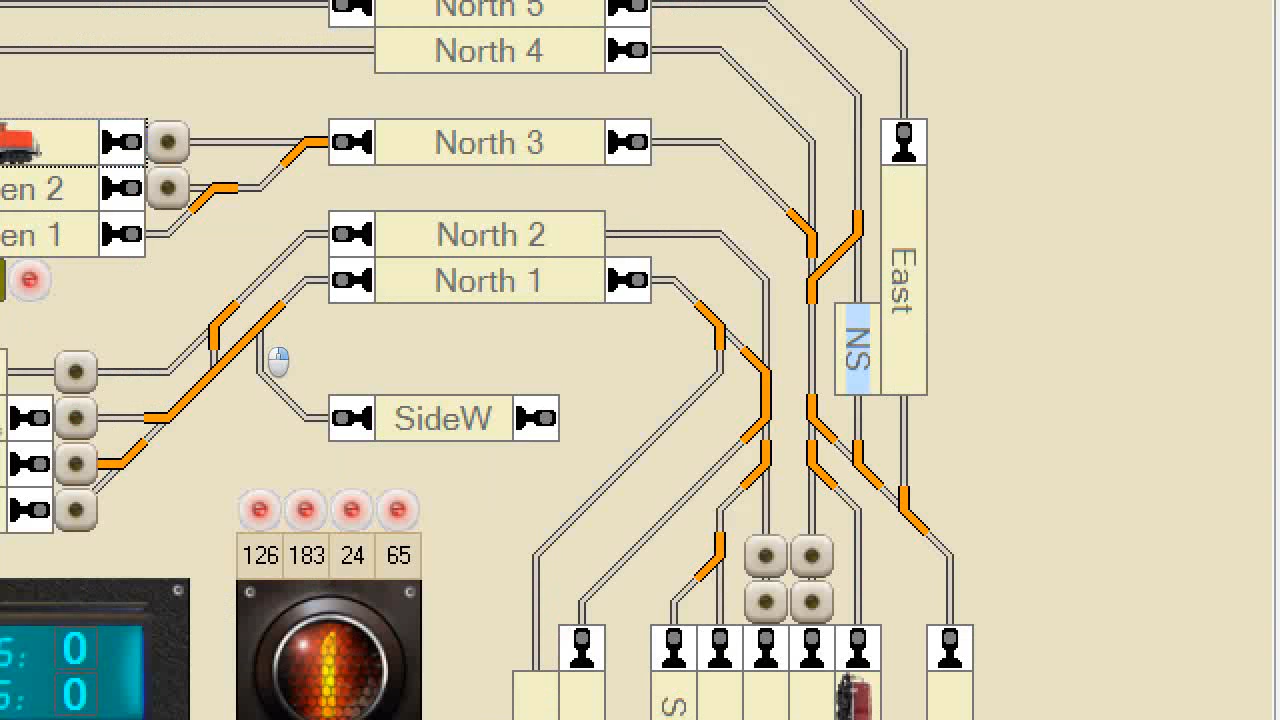 North 5
North 4
North 3
en 2
en 1
North 2
North 1
East
NS
SideW
126 183 24 65
0
0
S